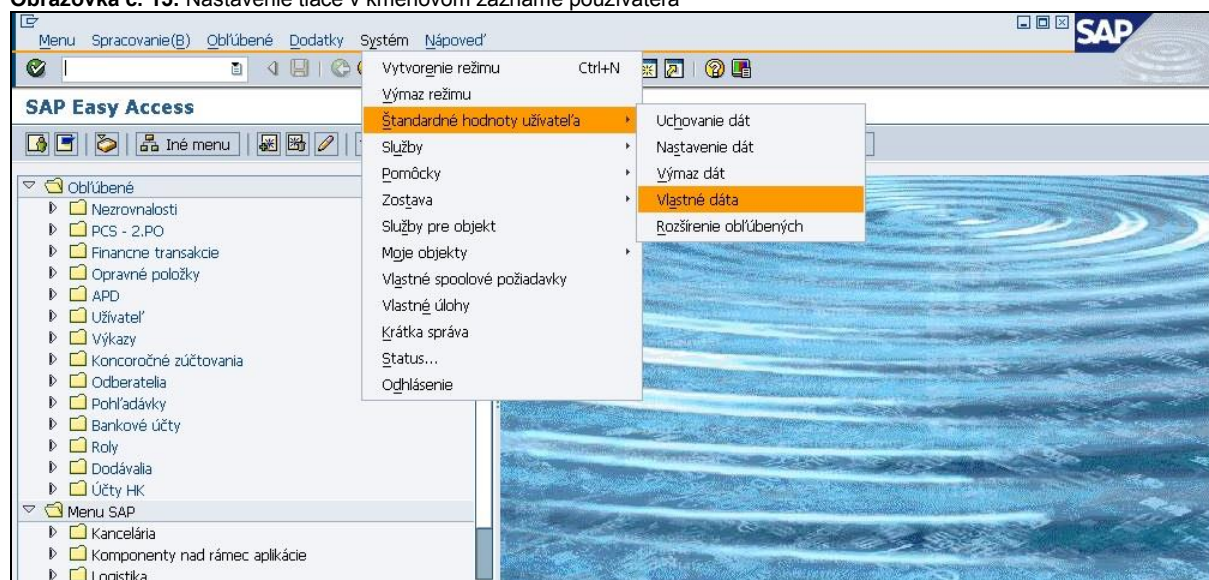 Obrazovka č. 15. Nastavenie tlače v kmeňovom zázname používateľa
Menu Spracovanie(B) Obľúbené Dodatky Systém Nápoveď
SAP
SAP Easy Access
Iné menu
Vytvorenie režimu Ctrl+N
Výmaz režimu
Štandardné hodnoty užívateľa
Služby
Pomôcky
Zostava
Služby pre objekt
Moje objekty
Vlastné spoolové požiadavky
Vlastné úlohy
Krátka správa
Status...
Odhlásenie
Uchovanie dát
Nastavenie dát
Výmaz dát
Vlastné dáta
Rozšírenie obľúbených
Obľúbené
Nezrovnalosti
PCS - 2.PO
Financne transakcie
Opravné položky
APD
Užívateľ
Výkazy
Koncoročné zúčtovania
Odberatelia
Pohľadávky
Bankové účty
Roly
Dodávalia
Účty HK
Menu SAP
Kancelária
Komponenty nad rámec aplikácie
Logistika